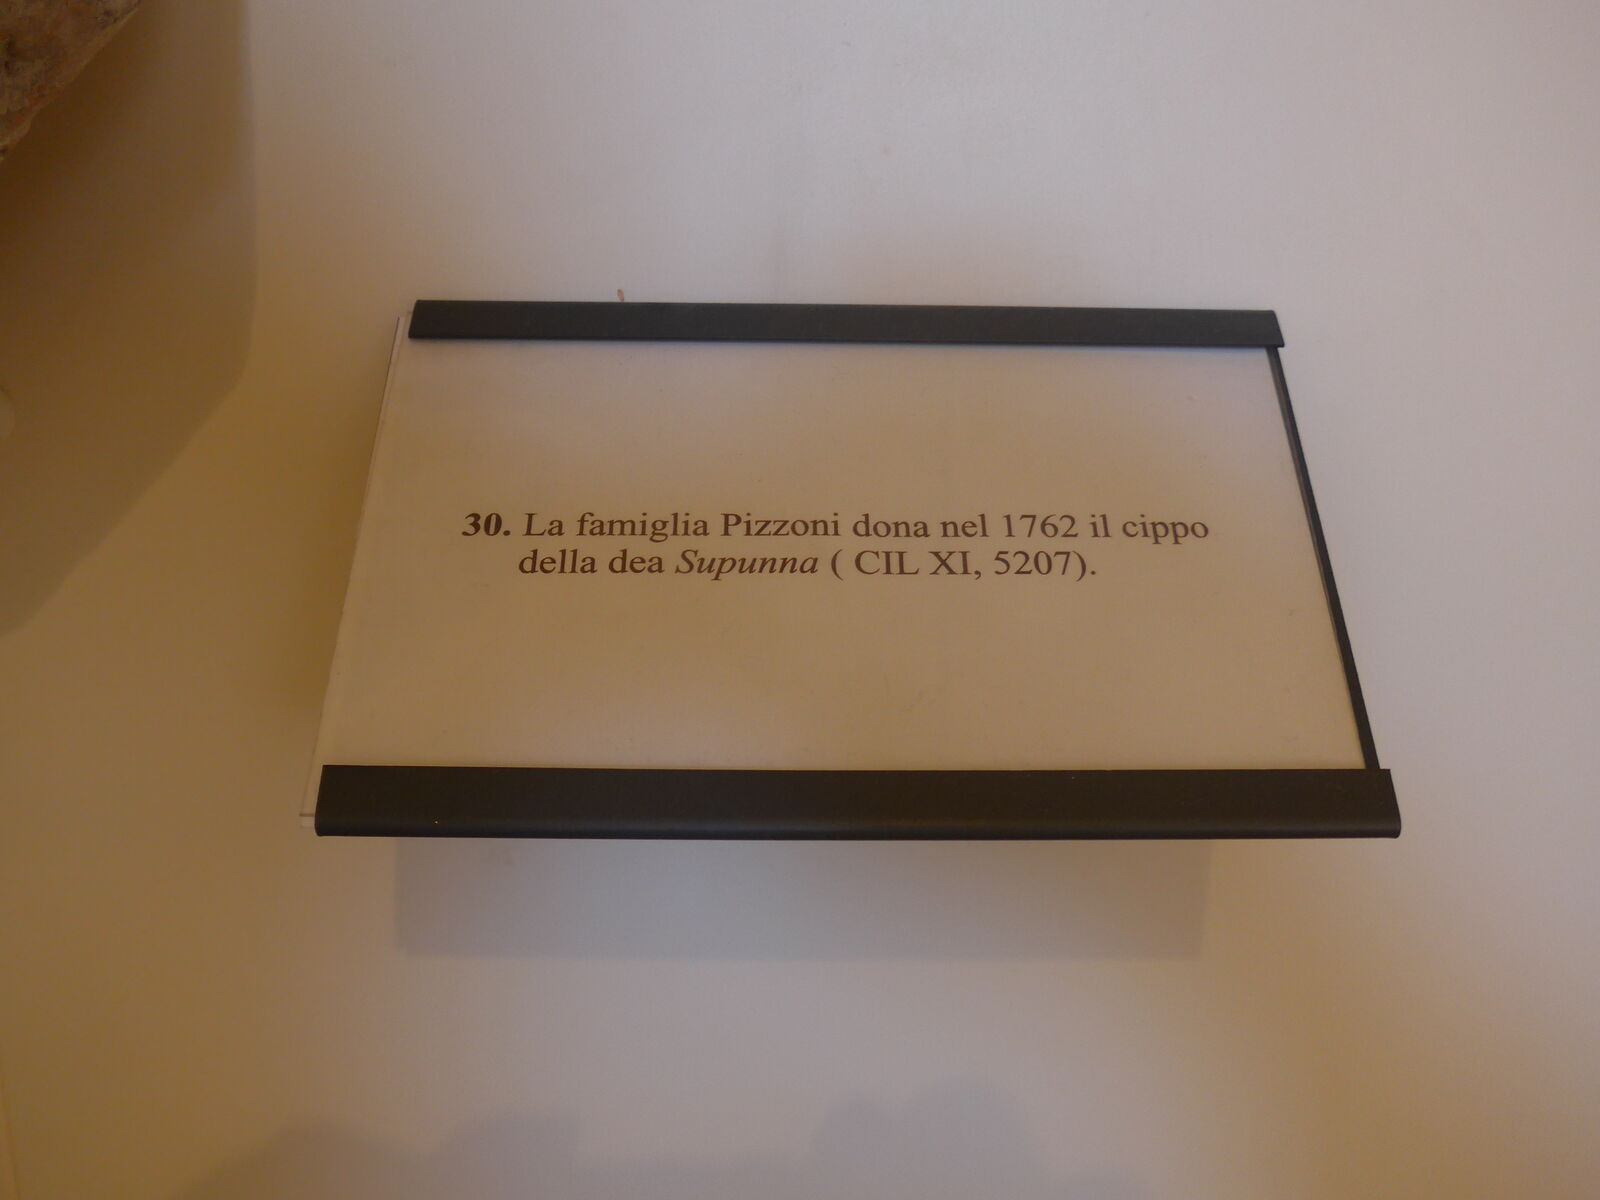 30. La famiglia Pizzoni dona nel 1762 il cippo
della dea Supunna ( CIL XI, 5207).